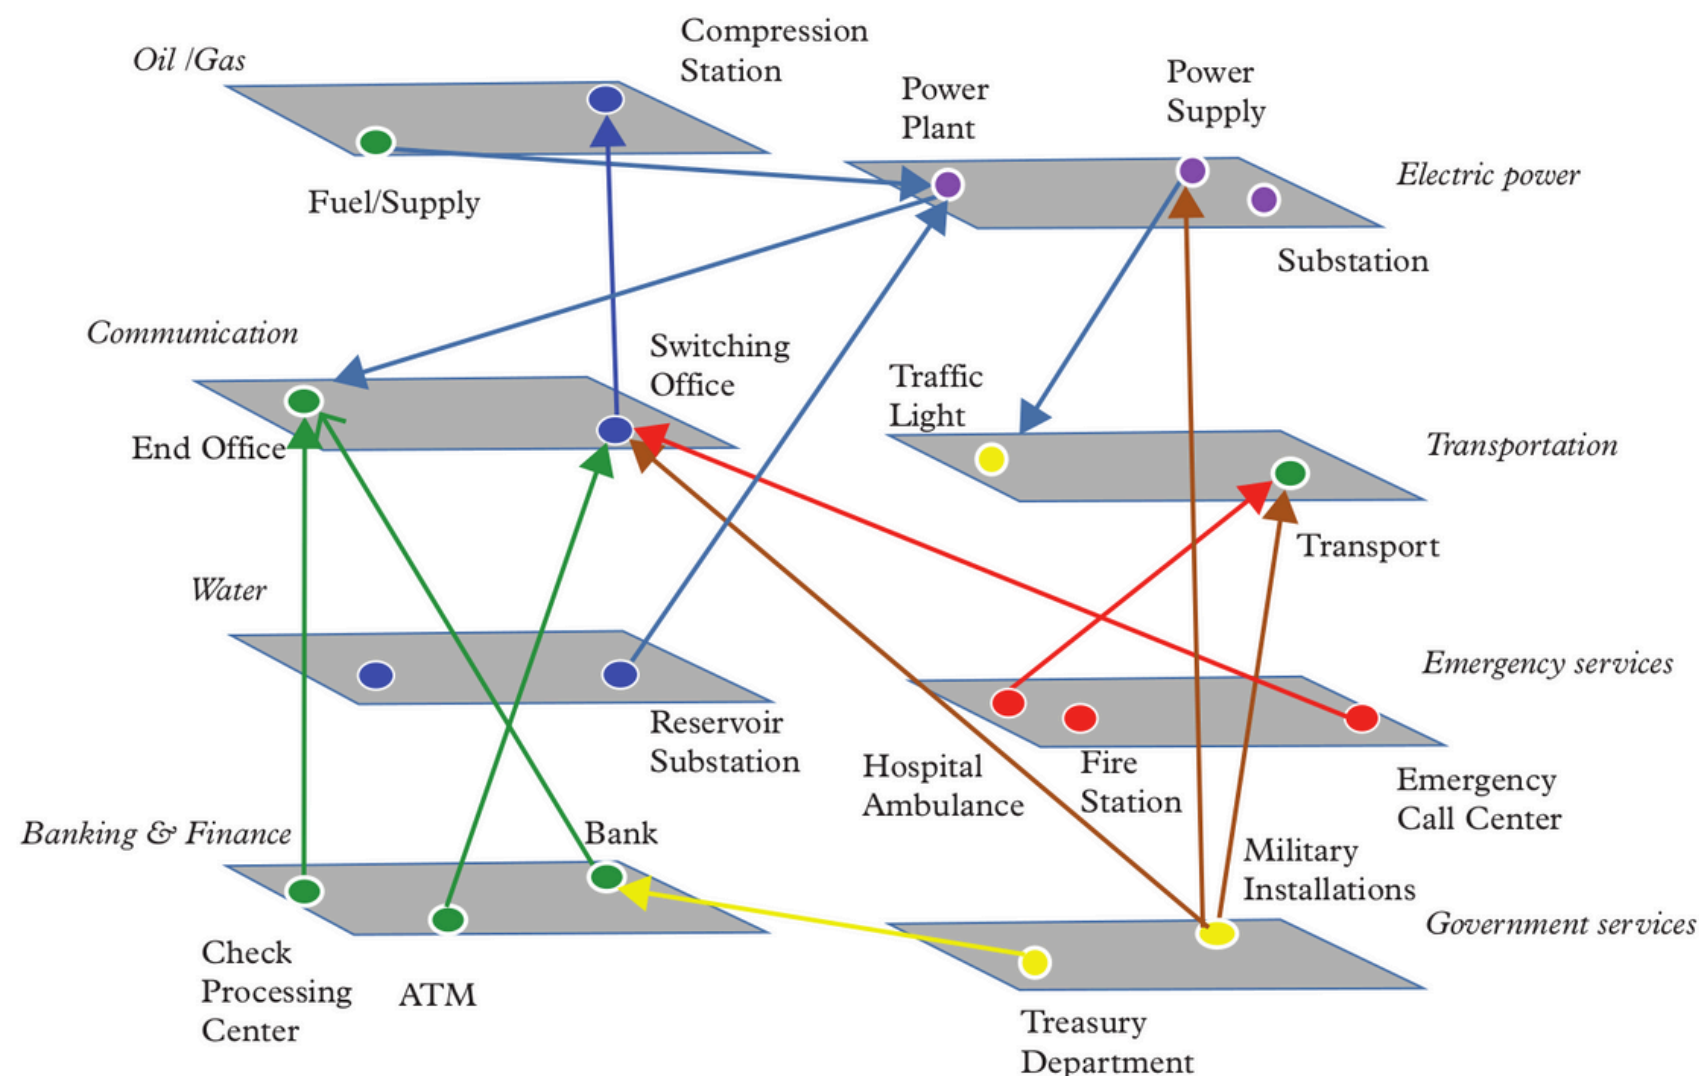 Compression
Station
Oil /Gas
Power
Supply
Power
Plant
Electric power
Fuel/Supply
Substation
Communication
Switching
Office
Traffic
Light
End Office
Transportation
Transport
Water
Emergency services
Reservoir
Substation
Hospital
Ambulance
Fire
Station
Emergency
Call Center
Banking & Finance
Bank
Military
Installations
Government services
Check
Processing
Center
ATM
Treasury
Department